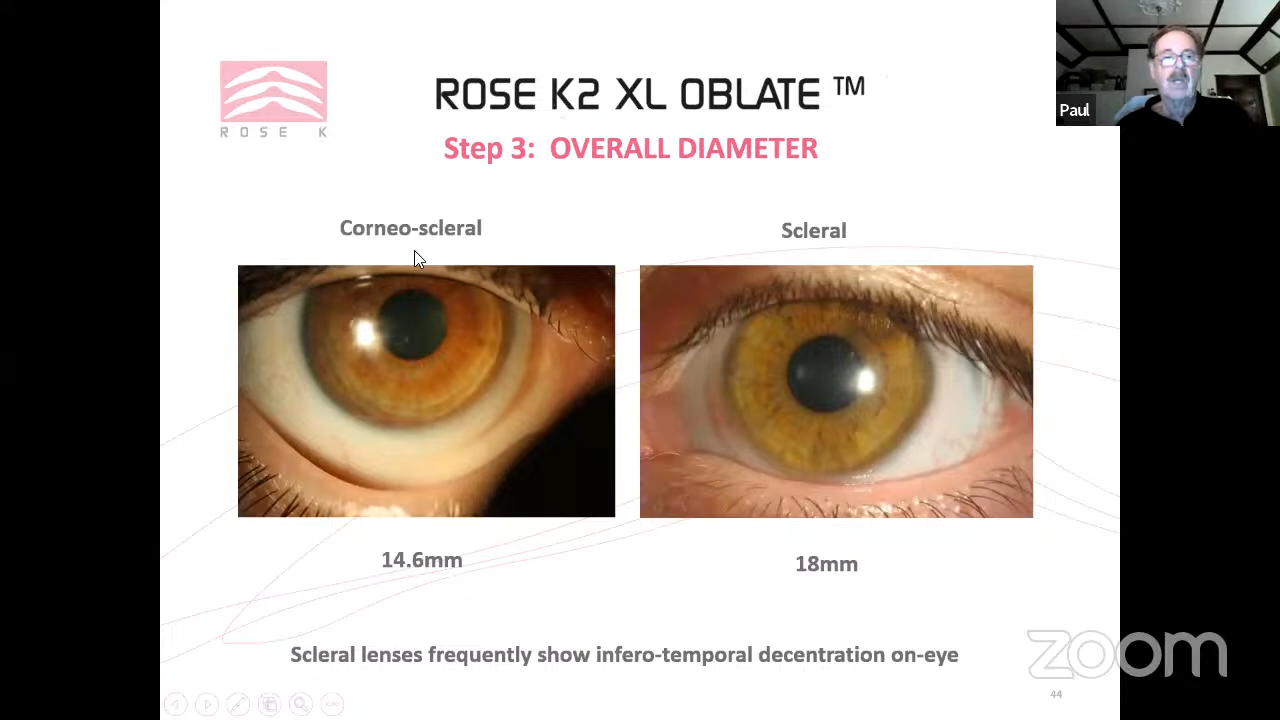 ROSE K
ROSE K2 XL OBLATE ™
Step 3: OVERALL DIAMETER
Paul
Corneo-scleral
Scleral
14.6mm
18mm
Scleral lenses frequently show infero-temporal decentration on-eye
zoom
44